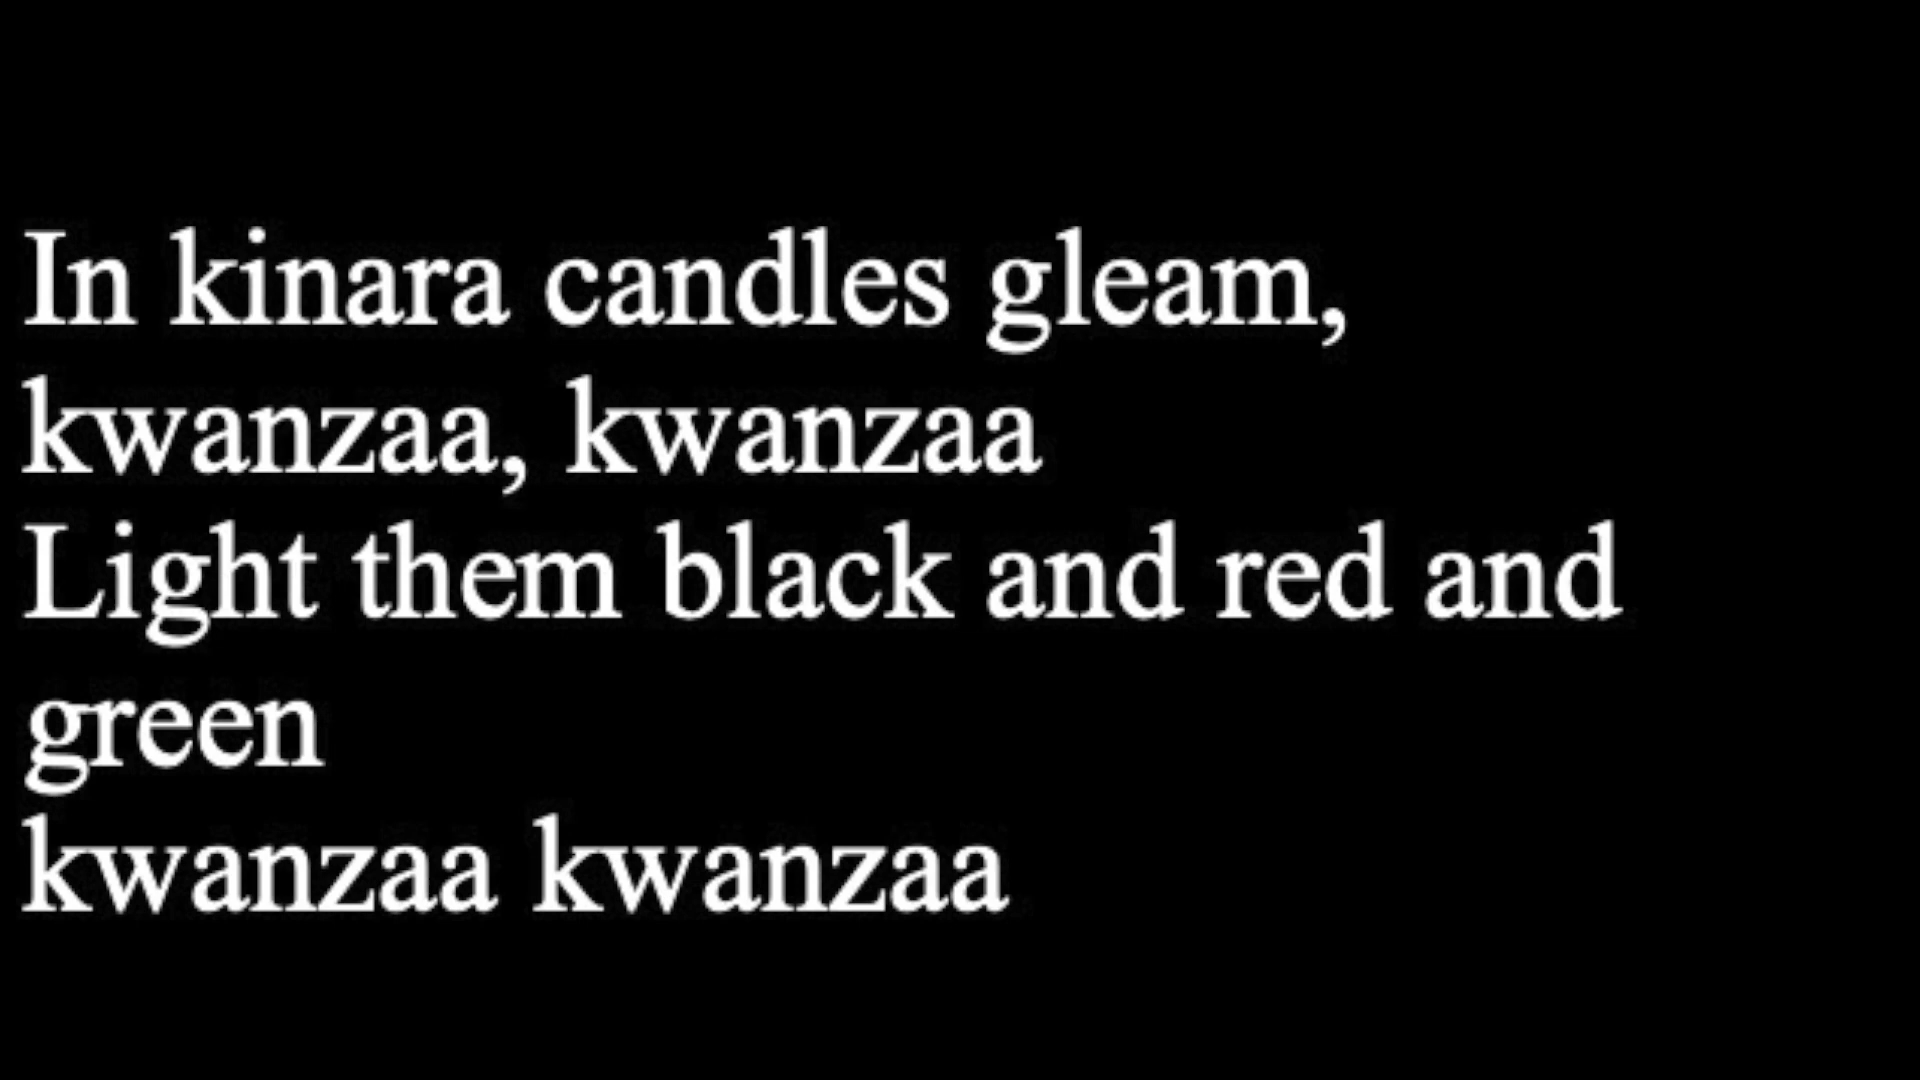 In kinara candles gleam,
kwanzaa, kwanzaa
Light them black and red and
green
kwanzaa kwanzaa